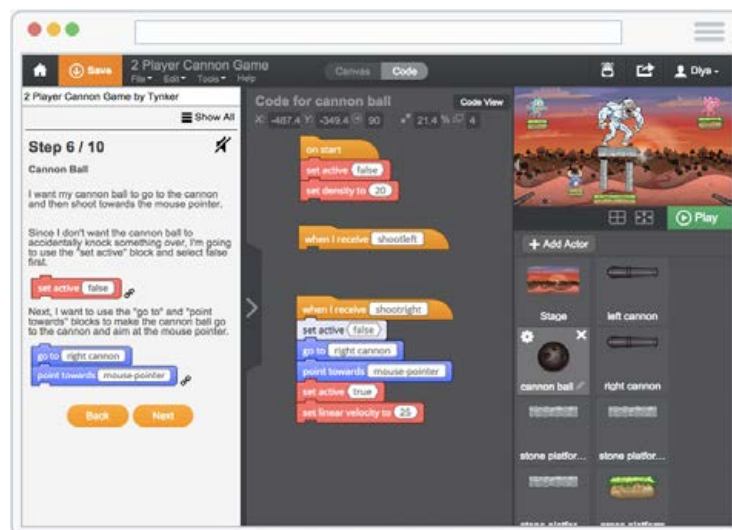 Save
2 Player Cannon Game
File Edit Tools Help
Canvas Code
Diya
2 Player Cannon Game by Tynker
Show All
Step 6 / 10
Cannon Ball
I want my cannon ball to go to the cannon
and then shoot towards the mouse pointer.
Since I don't want the cannon ball to
accidentally knock something over, I'm going
to use the "set active" block and select false
first.
set active false
Next, I want to use the "go to" and "point
towards" blocks to make the cannon ball go
to the cannon and aim at the mouse pointer.
go to right cannon
point towards mouse-pointer
Back Next
Code for cannon ball
Code View
X: -487.4 Y: -349.4 90 21.4 % 4
on start
set active false
set density to 20
when I receive shootleft
when I receive shootright
set active false
go to right cannon
point towards mouse-pointer
set active true
set linear velocity to 25
Play
+ Add Actor
Stage
left cannon
cannon ball
right cannon
stone platfor...
stone platfor...